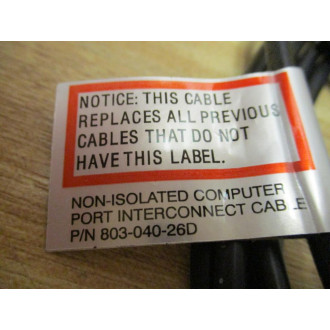 NOTICE: THIS CABLE
REPLACES ALL PREVIOUS
CABLES THAT DO NOT
HAVE THIS LABEL.
NON-ISOLATED COMPUTER
PORT INTERCONNECT CABLE
P/N 803-040-26D